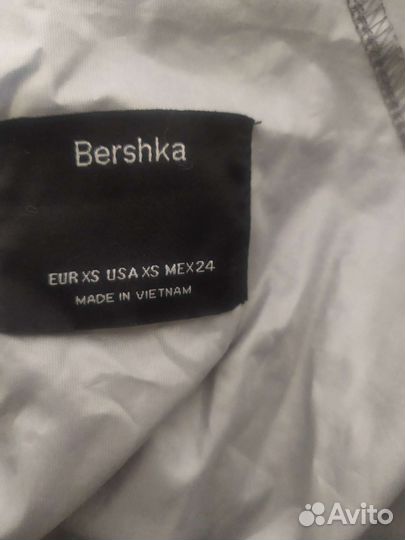 Bershka
EUR XS USA XS MEX 24
MADE IN VIETNAM
Avito